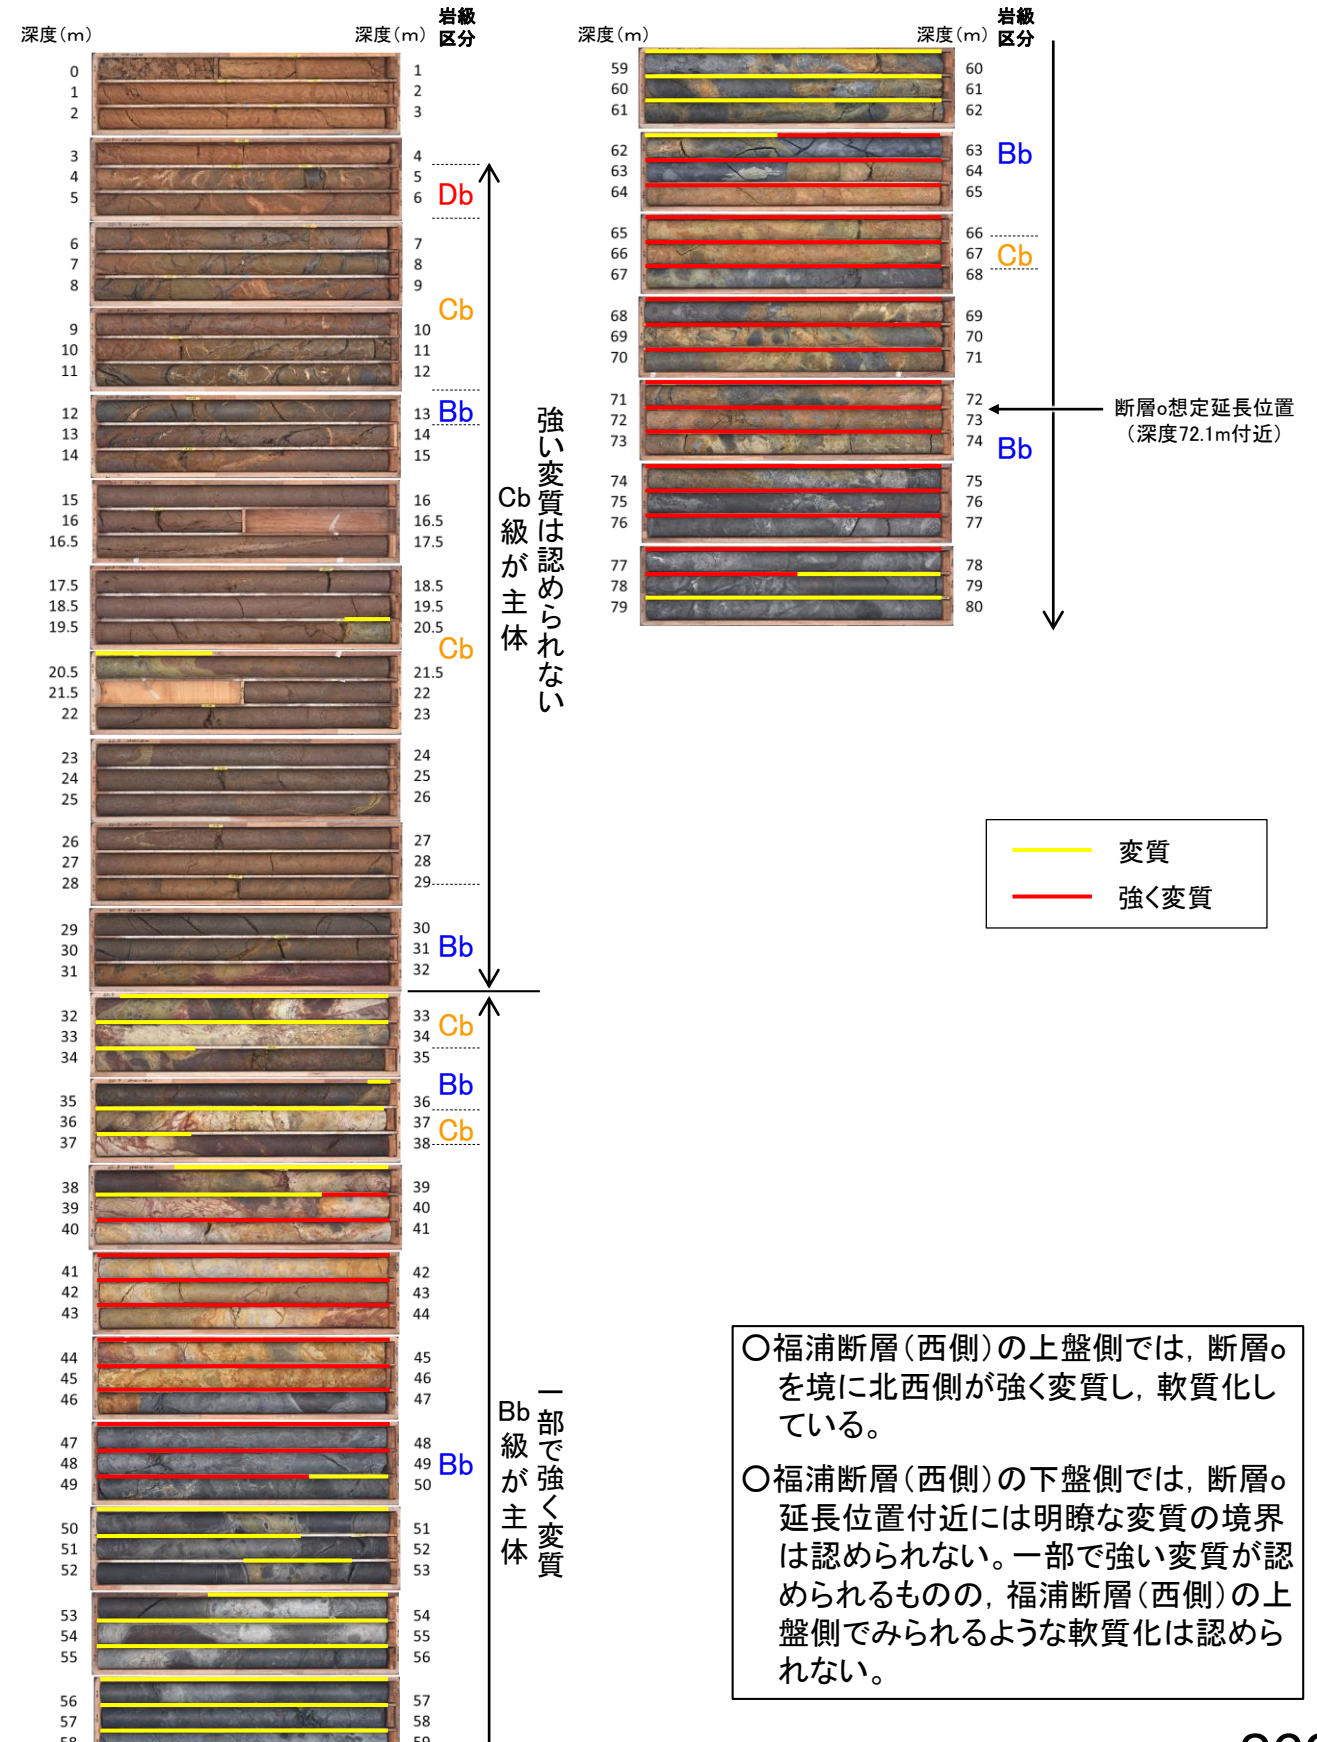 深度(m)
深度(m)
岩級
区分
0 1
1 2
2 3
3 4
4 5
5 6
Db
6 7
7 8
8 9
Cb
9 10
10 11
11 12
12 13
Bb
13 14
14 15
15 16
16 16.5
16.5 17.5
17.5 18.5
18.5 19.5
19.5 20.5
Cb
20.5 21.5
21.5 22
22 23
23 24
24 25
25 26
26 27
27 28
28 29
29 30
30 31
Bb
31 32
32 33
33 34
Cb
34 35
Bb
35 36
36 37
Cb
37 38
38 39
39 40
40 41
41 42
42 43
43 44
44 45
45 46
46 47
47 48
48 49
Bb
49 50
50 51
51 52
52 53
53 54
54 55
55 56
56 57
57 58
58 59
Cb級が主体
強い変質は認められない
Bb級が主体
一部で強く変質
深度(m)
深度(m)
岩級
区分
59 60
60 61
61 62
62 63
Bb
63 64
64 65
65 66
66 67
Cb
67 68
68 69
69 70
70 71
71 72
72 73
73 74
Bb
74 75
75 76
76 77
77 78
78 79
79 80
断層o想定延長位置
(深度72.1m付近)
変質
強く変質
○福浦断層(西側)の上盤側では,断層o
を境に北西側が強く変質し,軟質化し
ている。
○福浦断層(西側)の下盤側では,断層o
延長位置付近には明瞭な変質の境界
は認められない。一部で強い変質が認
められるものの,福浦断層(西側)の上
盤側でみられるような軟質化は認めら
れない。